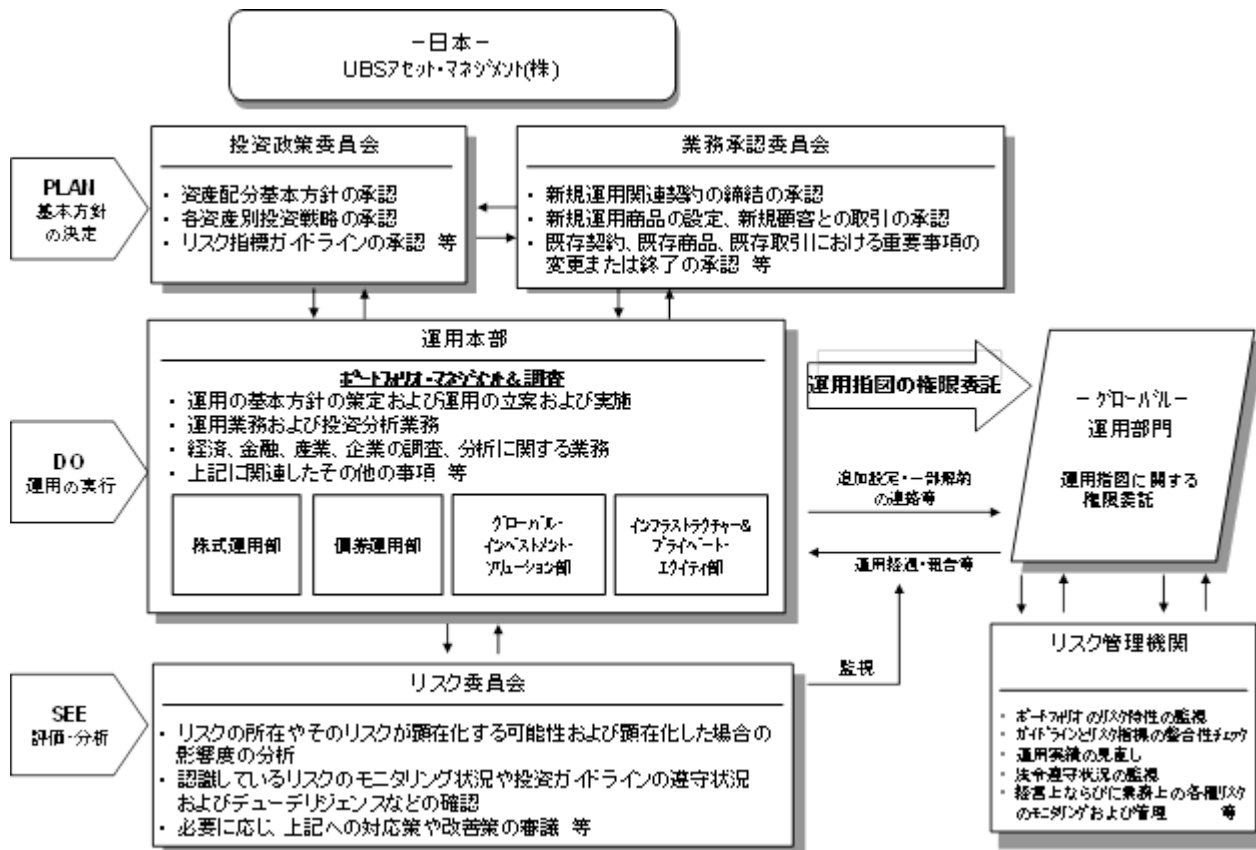 －日本－
UBSアセット・マネジメント(株)
投資政策委員会
・ 資産配分基本方針の承認
・ 各資産別投資戦略の承認
・ リスク指標ガイドラインの承認 等
業務承認委員会
・ 新規運用関連契約の締結の承認
・ 新規運用商品の設定、新規顧客との取引の承認
・ 既存契約、既存商品、既存取引における重要事項の
変更または終了の承認 等
PLAN
基本方針
の決定
運用本部
ポートフォリオ・マネジメント＆調査
・ 運用の基本方針の策定および運用の立案および実施
・ 運用業務および投資分析業務
・ 経済、金融、産業、企業の調査、分析に関する業務
・ 上記に関連したその他の事項 等
DO
運用の実行
株式運用部
債券運用部
グローバル・
インベストメント・
ソリューション部
インフラストラクチャー＆
プライベート・
エクイティ部
運用指図の権限委託
－グローバル－
運用部門
運用指図に関する
権限委託
追加設定・一部解約
の連絡等
運用経過・報告等
監視
SEE
評価・分析
リスク委員会
・ リスクの所在やそのリスクが顕在化する可能性および顕在化した場合の
影響度の分析
・ 認識しているリスクのモニタリング状況や投資ガイドラインの遵守状況
およびデューデリジェンスなどの確認
・ 必要に応じ、上記への対応策や改善策の審議 等
リスク管理機関
・ ポートフォリオのリスク特性の監視
・ ガイドラインとリスク指標の整合性チェック
・ 運用実績の見直し
・ 法令遵守状況の監視
・ 経営上ならびに業務上の各種リスク
のモニタリングおよび管理 等